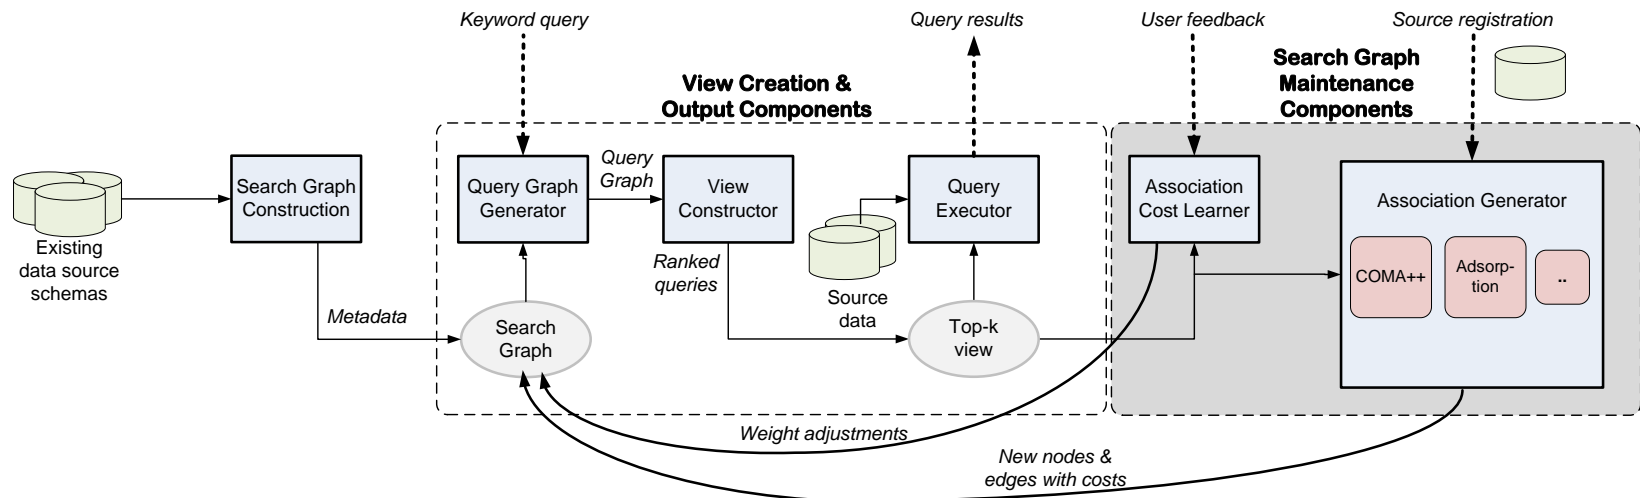 Keyword query
Query results
User feedback
Source registration
View Creation &
Output Components
Search Graph
Maintenance
Components
Existing
data source
schemas
Search Graph
Construction
Metadata
Query Graph
Generator
Query
Graph
View
Constructor
Ranked
queries
Query
Executor
Source
data
Search
Graph
Top-k
view
Association
Cost Learner
Association Generator
COMA++
Adsorp-
tion
..
Weight adjustments
New nodes &
edges with costs